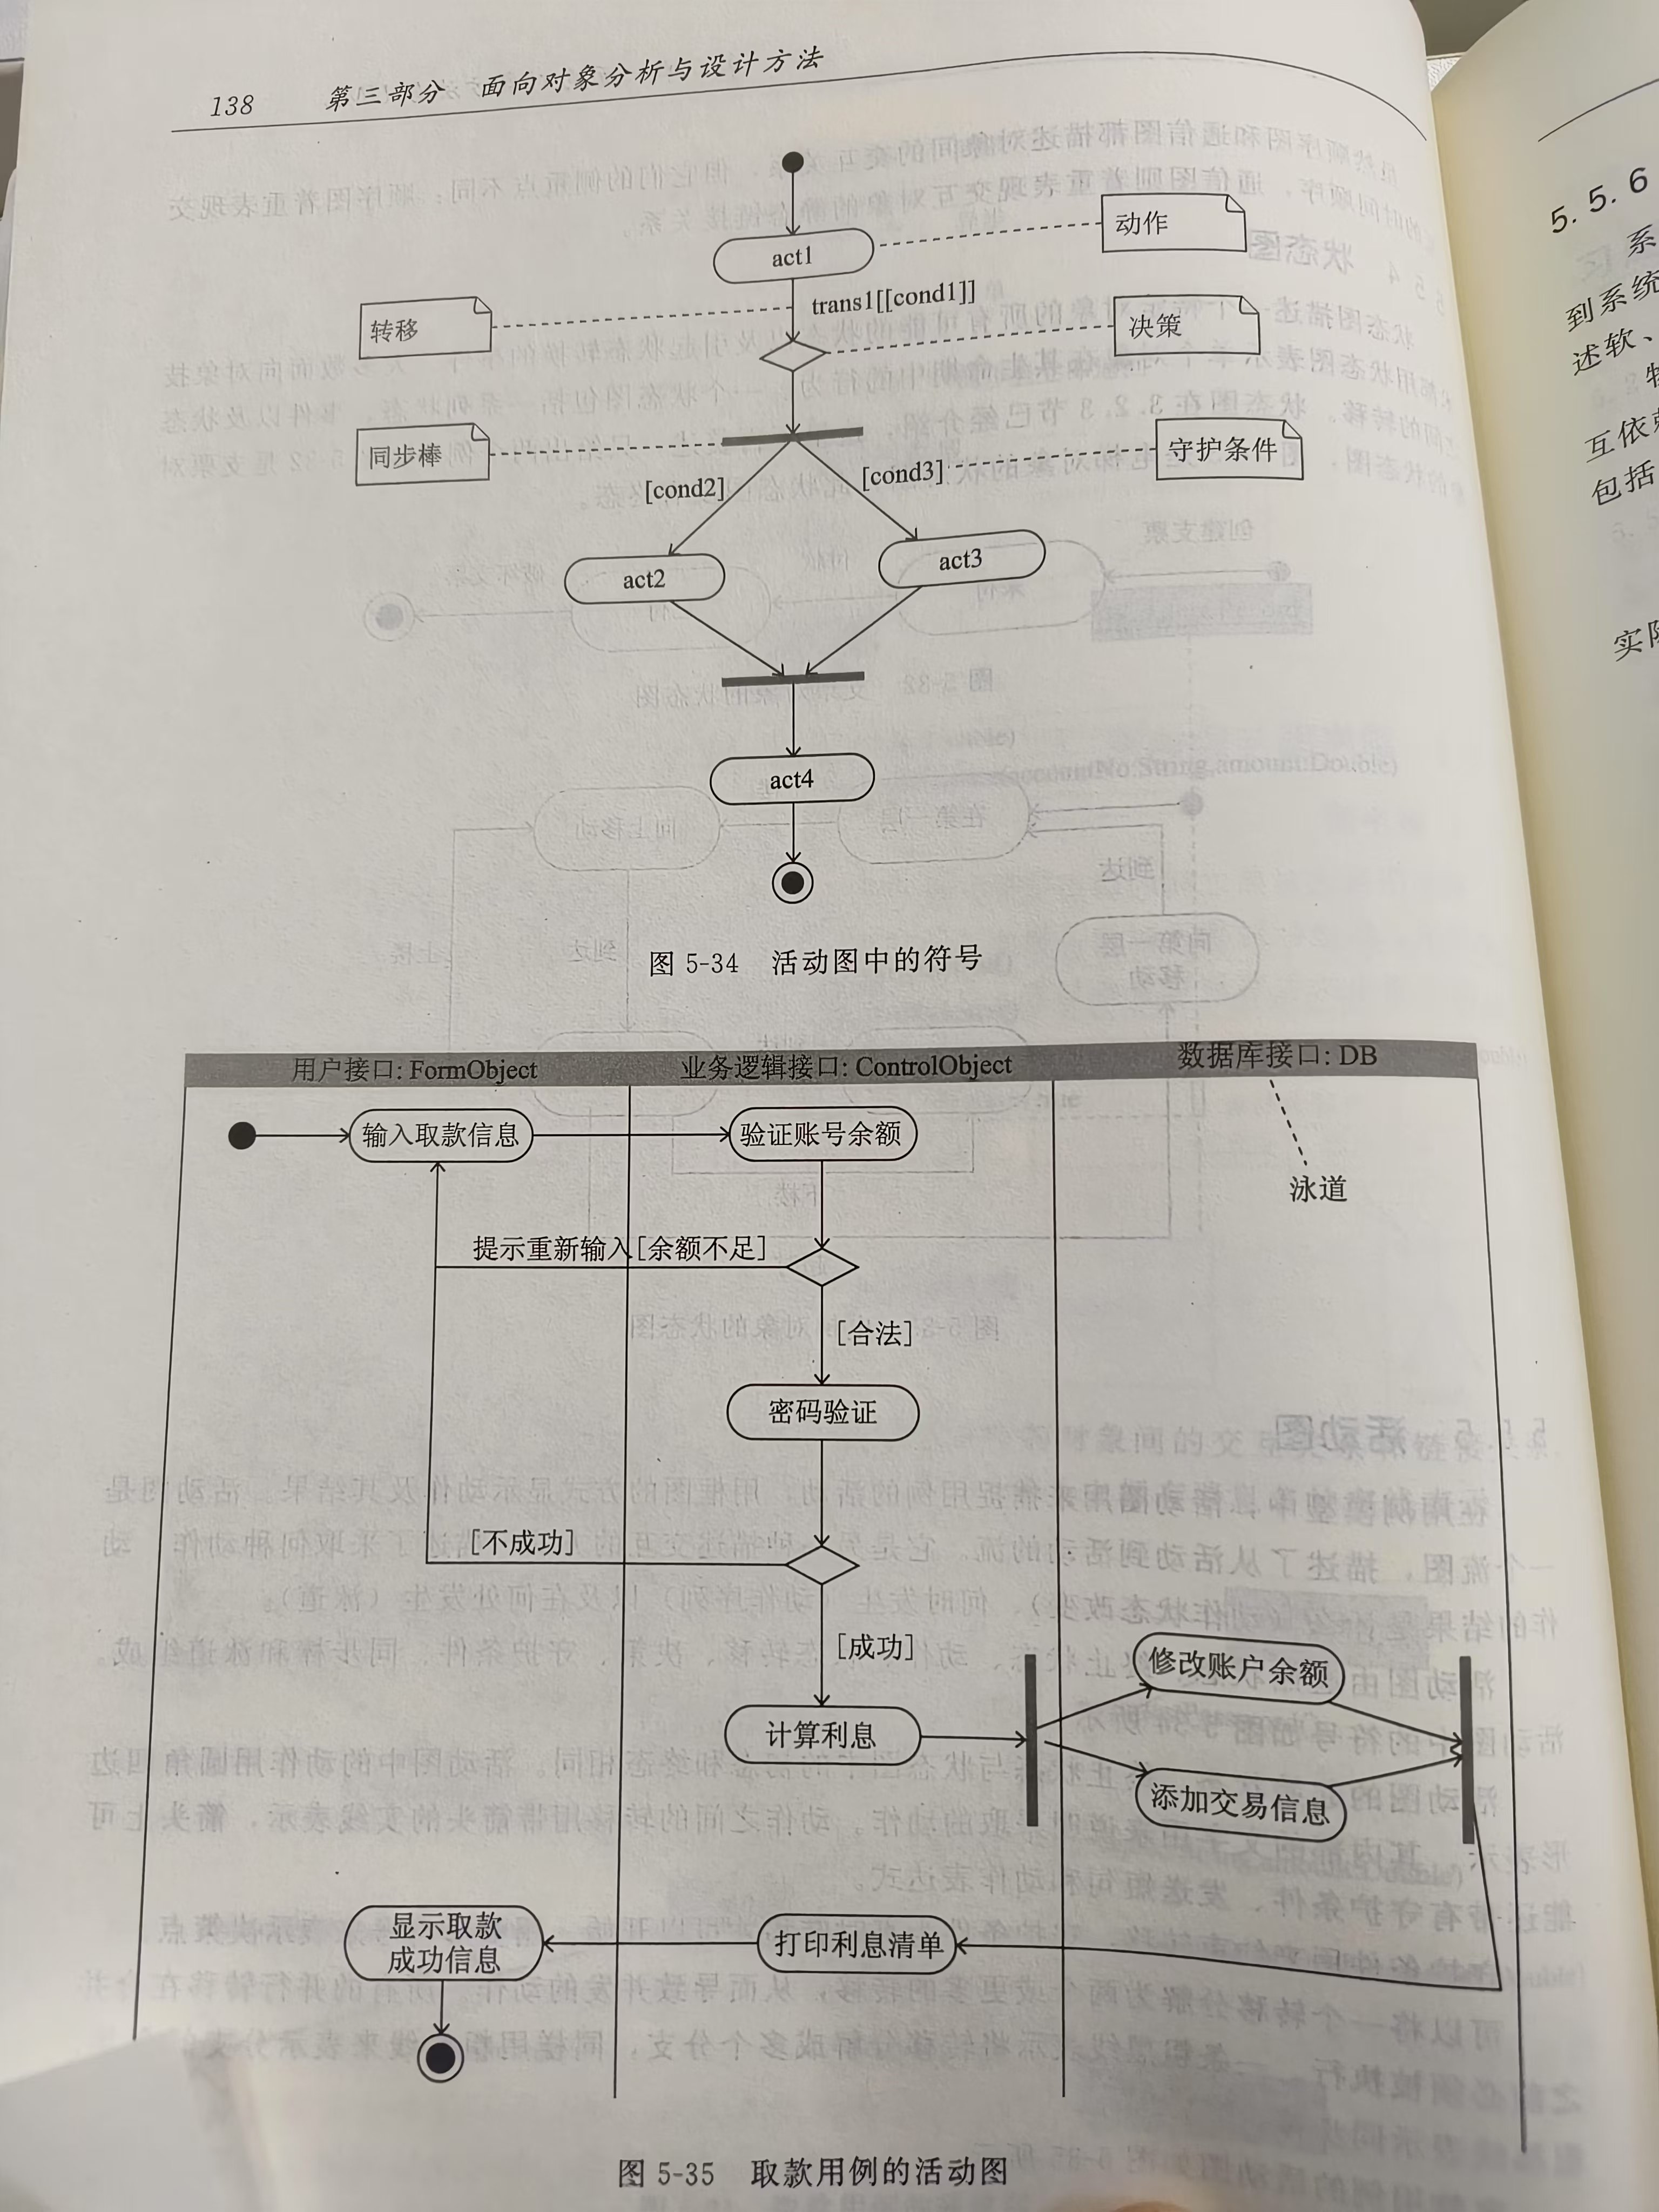 138 第三部分 面向对象分析与设计方法
act1
动作
trans1[[cond1]]
转移
决策
同步棒
守护条件
[cond2]
[cond3]
act2
act3
act4
图 5-34 活动图中的符号
用户接口: FormObject
业务逻辑接口: ControlObject
数据库接口: DB
输入取款信息
验证账号余额
泳道
提示重新输入[余额不足]
[合法]
密码验证
[不成功]
[成功]
修改账户余额
计算利息
添加交易信息
显示取款
成功信息
打印利息清单
图 5-35 取款用例的活动图
5.5.6
系
到系统
述软、
互依
包括
实际